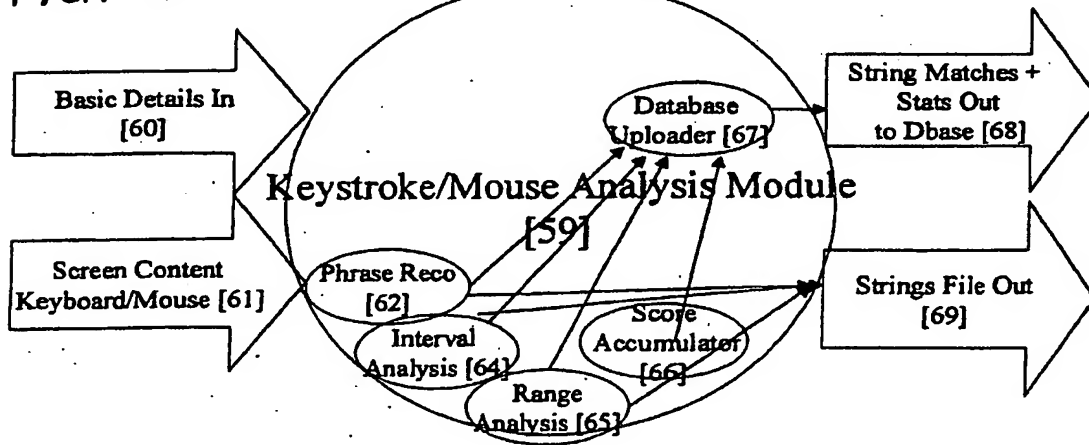 Basic Details In
[60]
Screen Content
Keyboard/Mouse [61]
Database
Uploader [67]
Keystroke/Mouse Analysis Module
[59]
Phrase Reco
[62]
Interval
Analysis [64]
Range
Analysis [65]
Score
Accumulator
[66]
String Matches +
Stats Out
to Dbase [68]
Strings File Out
[69]